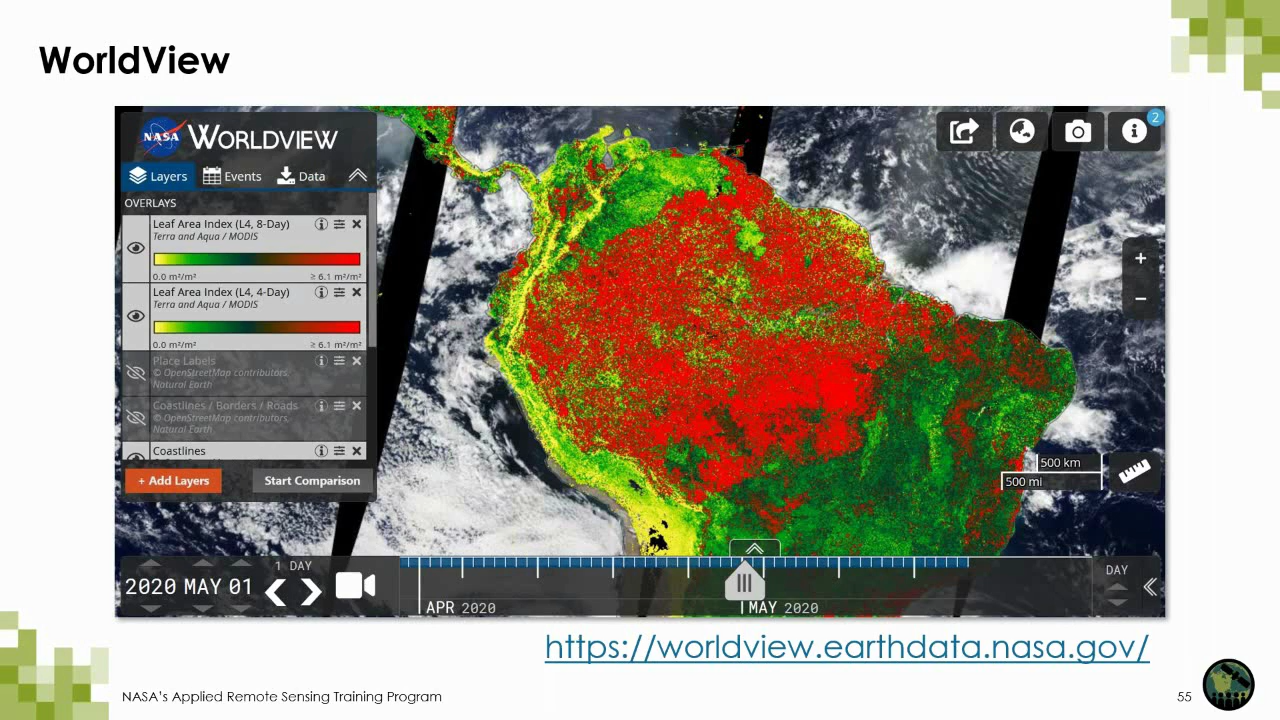 WorldView
NASA WORLDVIEW
Layers Events Data
OVERLAYS
Leaf Area Index (L4, 8-Day)
Terra and Aqua / MODIS
0.0 m²/m² ≥ 6.1 m²/m²
Leaf Area Index (L4, 4-Day)
Terra and Aqua / MODIS
0.0 m²/m² ≥ 6.1 m²/m²
Place Labels
© OpenStreetMap contributors,
Natural Earth
Coastlines / Borders / Roads
© OpenStreetMap contributors,
Natural Earth
Coastlines
+ Add Layers Start Comparison
2
+
−
500 km
500 mi
1 DAY
2020 MAY 01
APR 2020
MAY 2020
DAY
https://worldview.earthdata.nasa.gov/
NASA's Applied Remote Sensing Training Program
55